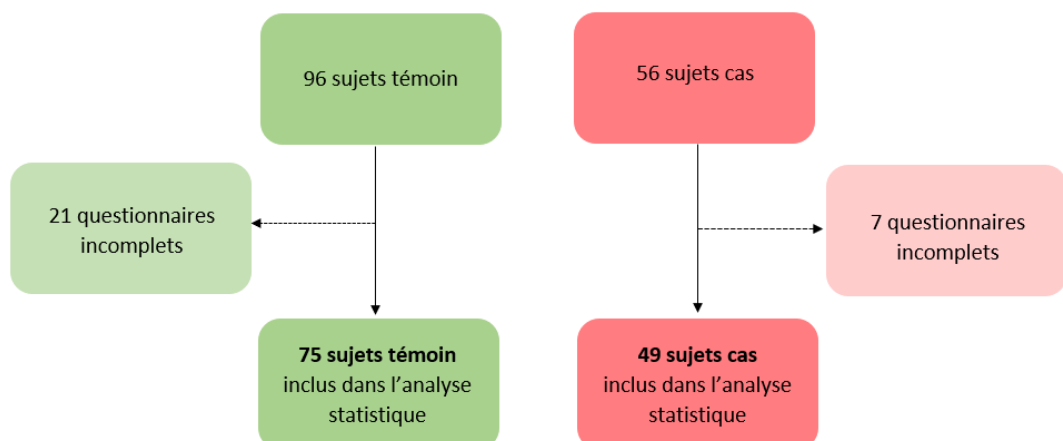 96 sujets témoin
56 sujets cas
21 questionnaires
incomplets
7 questionnaires
incomplets
75 sujets témoin
inclus dans l’analyse
statistique
49 sujets cas
inclus dans l’analyse
statistique